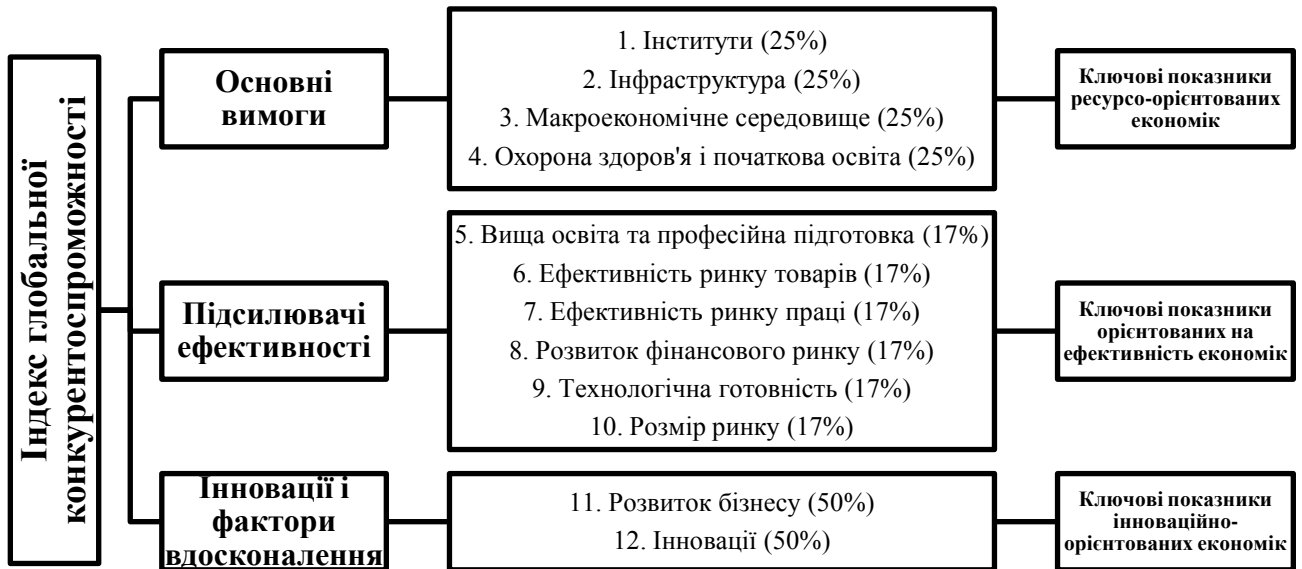 Індекс глобальної
конкурентоспроможності
Основні
вимоги
1. Інститути (25%)
2. Інфраструктура (25%)
3. Макроекономічне середовище (25%)
4. Охорона здоров'я і початкова освіта (25%)
Ключові показники
ресурсо-орієнтованих
економік
Підсилювачі
ефективності
5. Вища освіта та професійна підготовка (17%)
6. Ефективність ринку товарів (17%)
7. Ефективність ринку праці (17%)
8. Розвиток фінансового ринку (17%)
9. Технологічна готовність (17%)
10. Розмір ринку (17%)
Ключові показники
орієнтованих на
ефективність економік
Інновації і
фактори
вдосконалення
11. Розвиток бізнесу (50%)
12. Інновації (50%)
Ключові показники
інноваційно-
орієнтованих економік